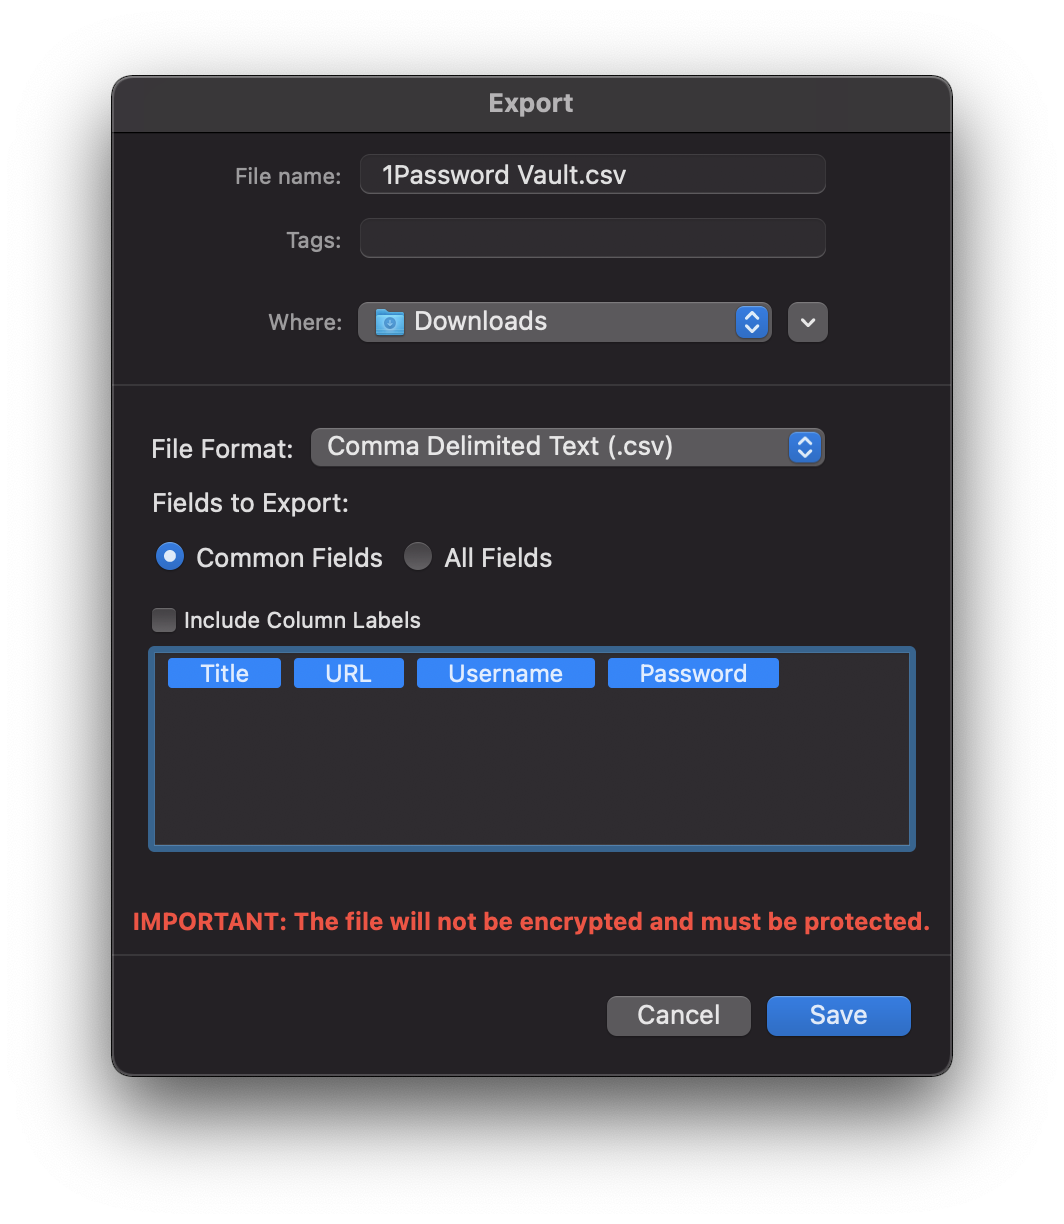 Export
File name: 1Password Vault.csv
Tags:
Where: Downloads
File Format: Comma Delimited Text (.csv)
Fields to Export:
Common Fields All Fields
Include Column Labels
Title URL Username Password
IMPORTANT: The file will not be encrypted and must be protected.
Cancel Save